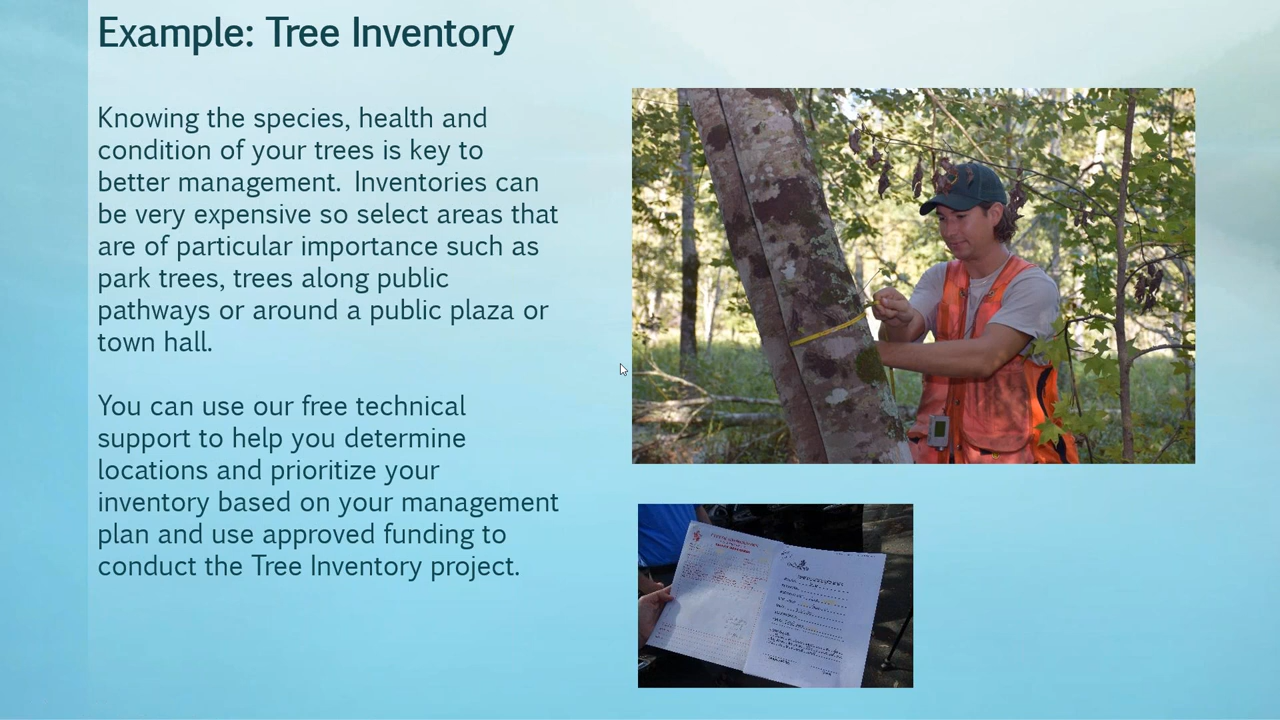 Example: Tree Inventory
Knowing the species, health and
condition of your trees is key to
better management.  Inventories can
be very expensive so select areas that
are of particular importance such as
park trees, trees along public
pathways or around a public plaza or
town hall.
You can use our free technical
support to help you determine
locations and prioritize your
inventory based on your management
plan and use approved funding to
conduct the Tree Inventory project.